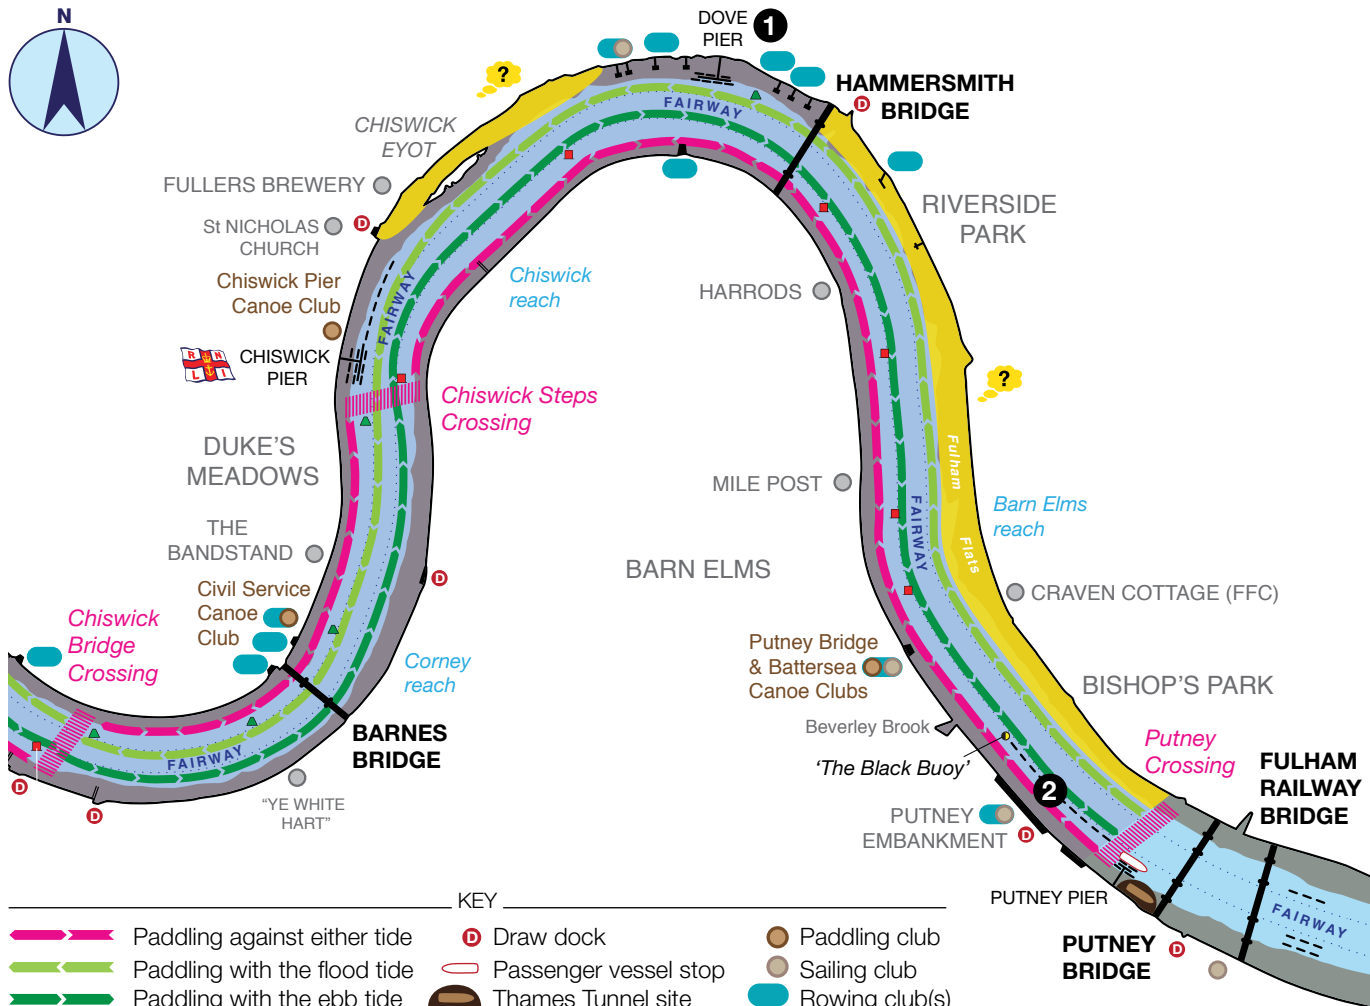 N
DOVE
PIER
1
HAMMERSMITH
BRIDGE
D
?
CHISWICK
EYOT
FAIRWAY
FULLERS BREWERY
St NICHOLAS
CHURCH
D
RIVERSIDE
PARK
Chiswick Pier
Canoe Club
FAIRWAY
Chiswick
reach
HARRODS
R N
L I
CHISWICK
PIER
Chiswick Steps
Crossing
?
DUKE'S
MEADOWS
Fulham
Flats
MILE POST
FAIRWAY
Barn Elms
reach
THE
BANDSTAND
BARN ELMS
D
CRAVEN COTTAGE (FFC)
Civil Service
Canoe
Club
Chiswick
Bridge
Crossing
Corney
reach
Putney Bridge
& Battersea
Canoe Clubs
BISHOP'S PARK
BARNES
BRIDGE
FAIRWAY
Beverley Brook
'The Black Buoy'
Putney
Crossing
FULHAM
RAILWAY
BRIDGE
D
D
"YE WHITE
HART"
2
PUTNEY
EMBANKMENT
D
PUTNEY PIER
FAIRWAY
PUTNEY
BRIDGE
D
KEY
Paddling against either tide
D Draw dock
Paddling club
Paddling with the flood tide
Passenger vessel stop
Sailing club
Paddling with the ebb tide
Thames Tunnel site
Rowing club(s)